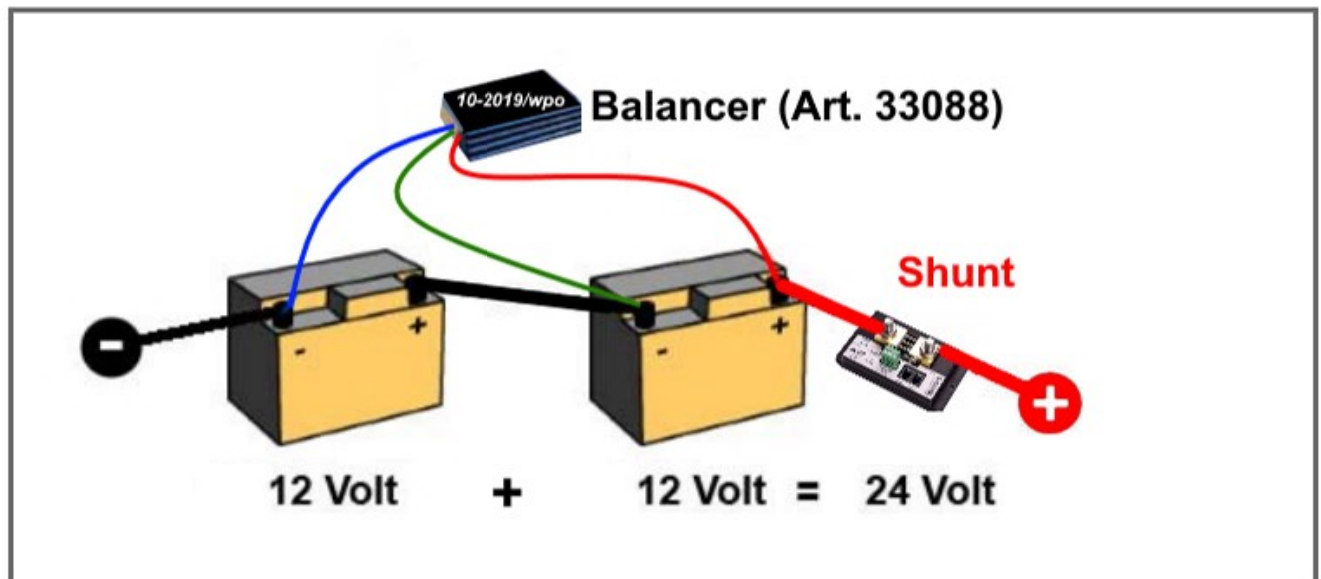 10-2019/wpo
Balancer (Art. 33088)
Shunt
-
+
-
+
-
+
12 Volt + 12 Volt = 24 Volt